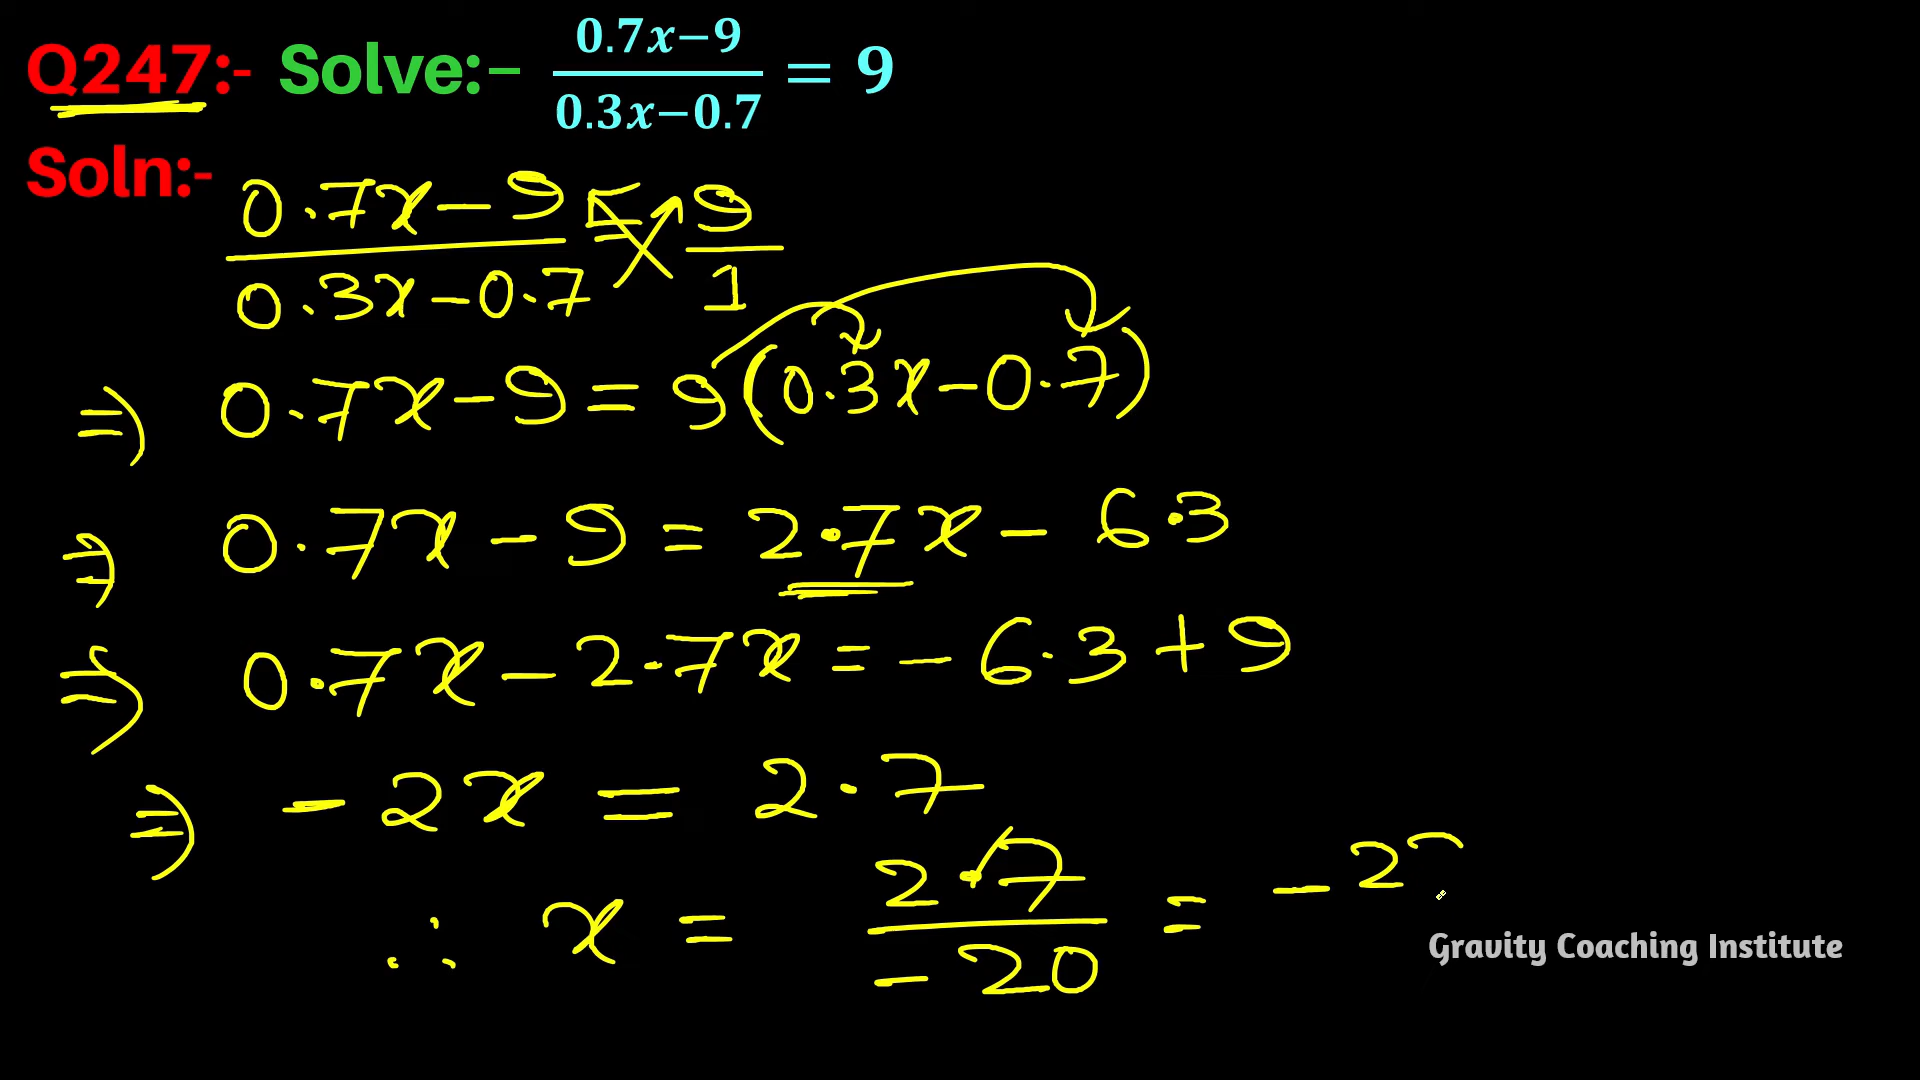 Q247:- Solve:- (0.7x-9)/(0.3x-0.7) = 9
Soln:-
(0.7x-9)/(0.3x-0.7) = 9/1
⇒ 0.7x-9 = 9(0.3x-0.7)
⇒ 0.7x-9 = 2.7x-6.3
⇒ 0.7x-2.7x = -6.3+9
⇒ -2x = 2.7
∴ x = 2.7/-20 = -2
Gravity Coaching Institute